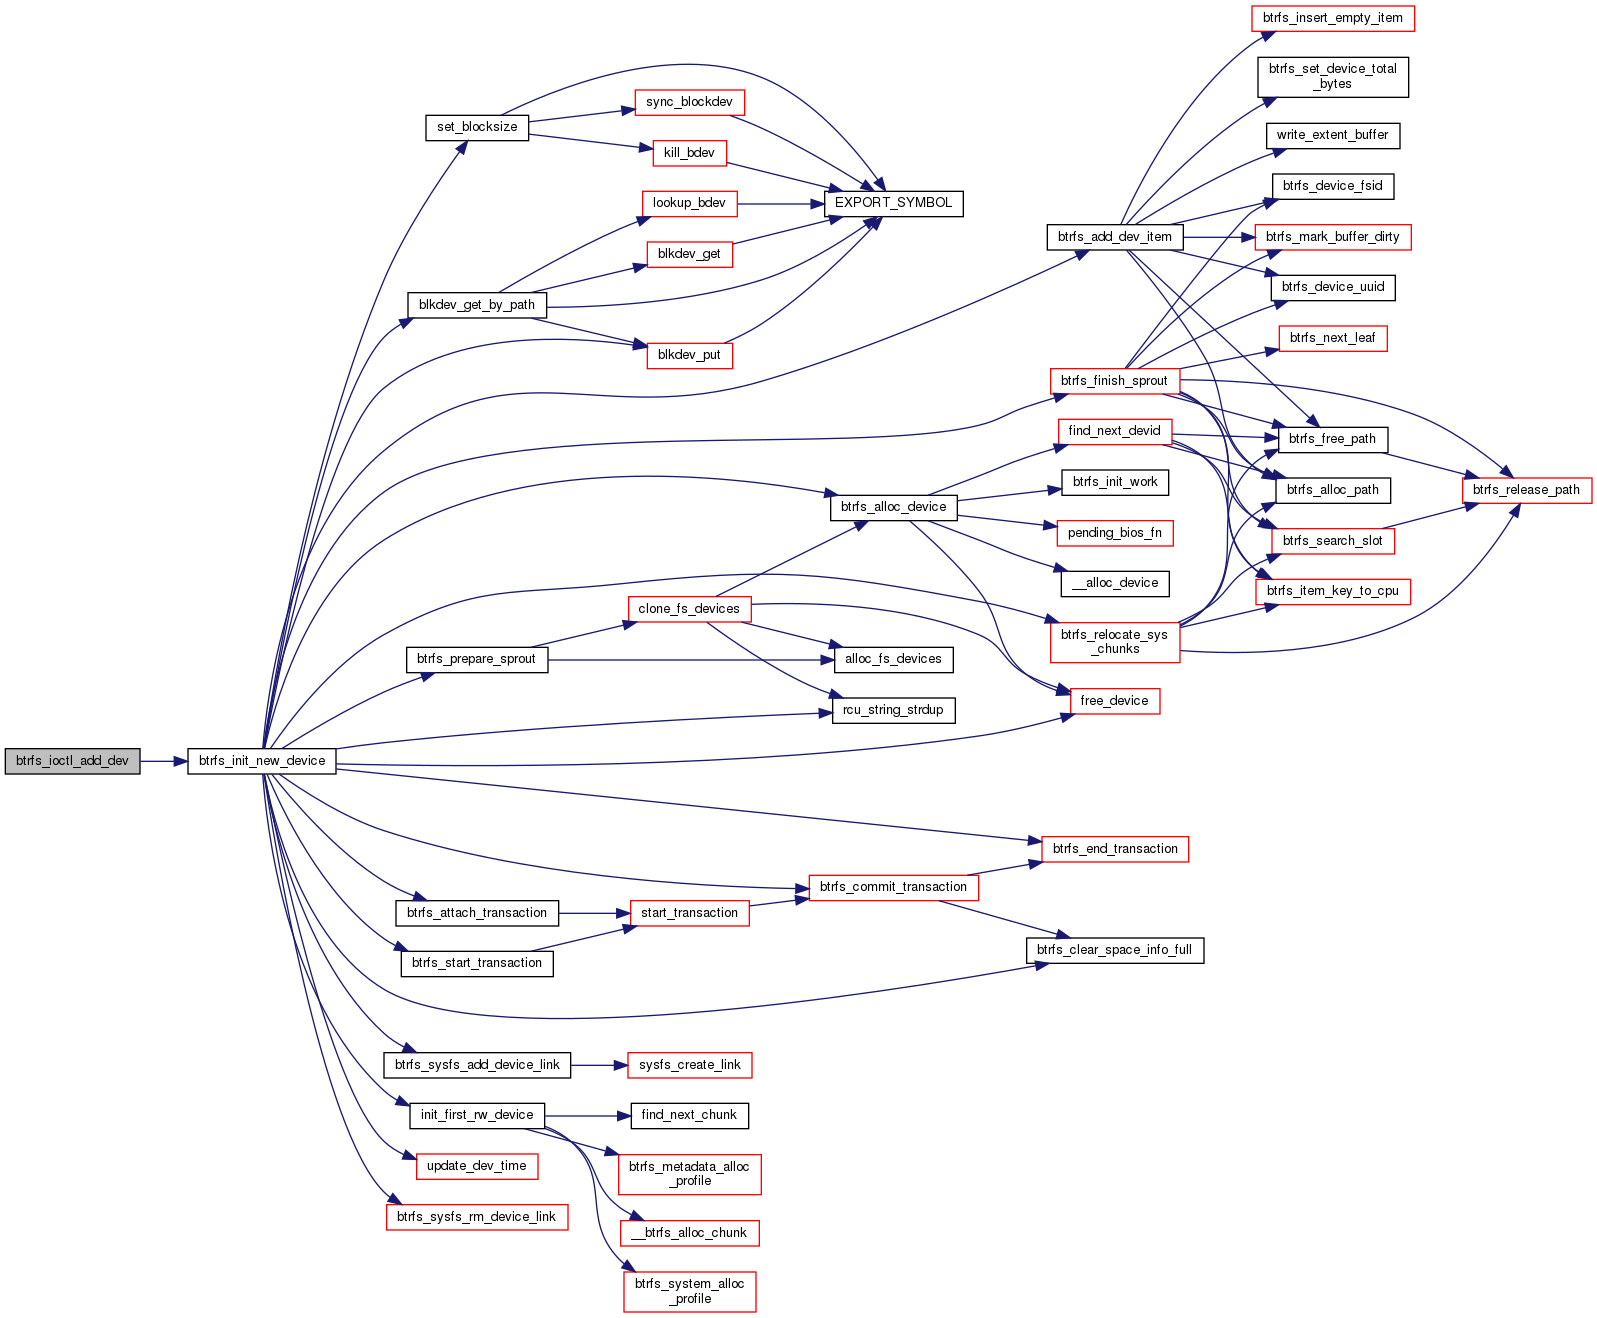 btrfs_ioctl_add_dev
btrfs_init_new_device
set_blocksize
blkdev_get_by_path
btrfs_prepare_sprout
btrfs_attach_transaction
btrfs_start_transaction
btrfs_sysfs_add_device_link
init_first_rw_device
update_dev_time
btrfs_sysfs_rm_device_link
sync_blockdev
kill_bdev
lookup_bdev
blkdev_get
blkdev_put
clone_fs_devices
start_transaction
sysfs_create_link
find_next_chunk
btrfs_metadata_alloc
_profile
__btrfs_alloc_chunk
btrfs_system_alloc
_profile
EXPORT_SYMBOL
btrfs_alloc_device
alloc_fs_devices
rcu_string_strdup
btrfs_commit_transaction
btrfs_add_dev_item
btrfs_finish_sprout
find_next_devid
btrfs_init_work
pending_bios_fn
__alloc_device
btrfs_relocate_sys
_chunks
free_device
btrfs_end_transaction
btrfs_clear_space_info_full
btrfs_insert_empty_item
btrfs_set_device_total
_bytes
write_extent_buffer
btrfs_device_fsid
btrfs_mark_buffer_dirty
btrfs_device_uuid
btrfs_next_leaf
btrfs_free_path
btrfs_alloc_path
btrfs_search_slot
btrfs_item_key_to_cpu
btrfs_release_path